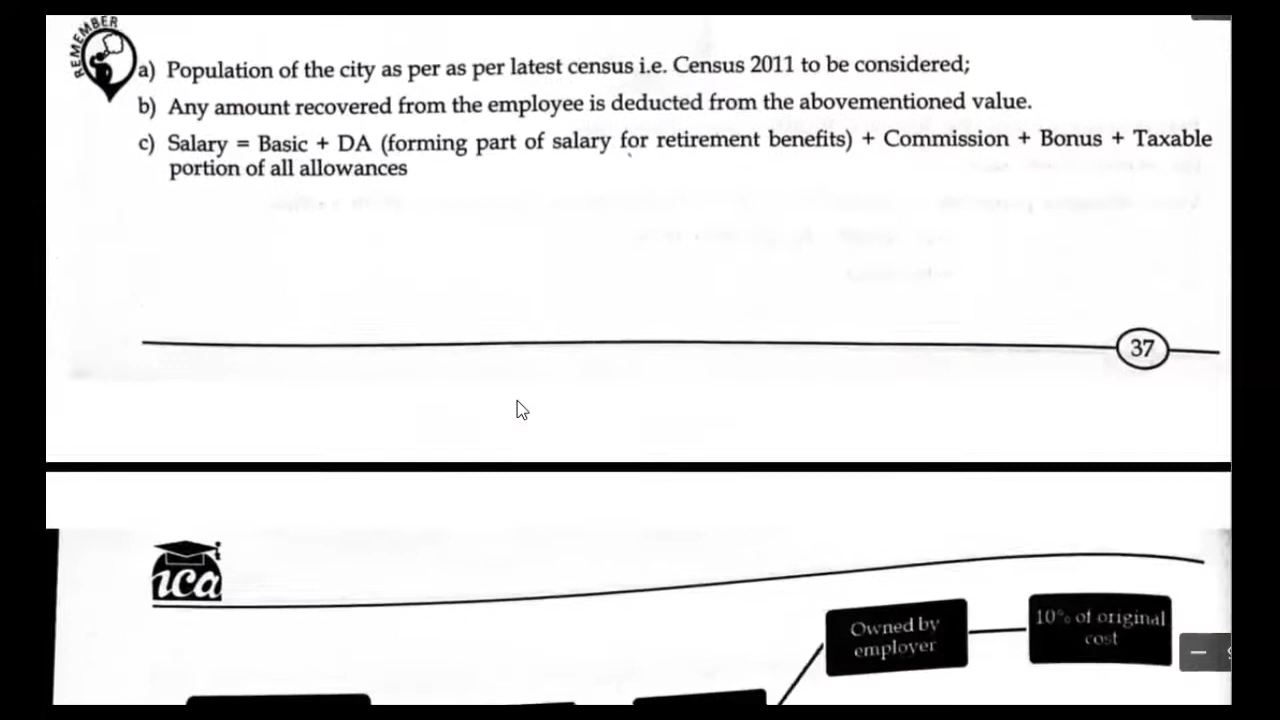 REMEMBER
a) Population of the city as per as per latest census i.e. Census 2011 to be considered;
b) Any amount recovered from the employee is deducted from the abovementioned value.
c) Salary = Basic + DA (forming part of salary for retirement benefits) + Commission + Bonus + Taxable
portion of all allowances
37
ica
Owned by
employer
10% of original
cost